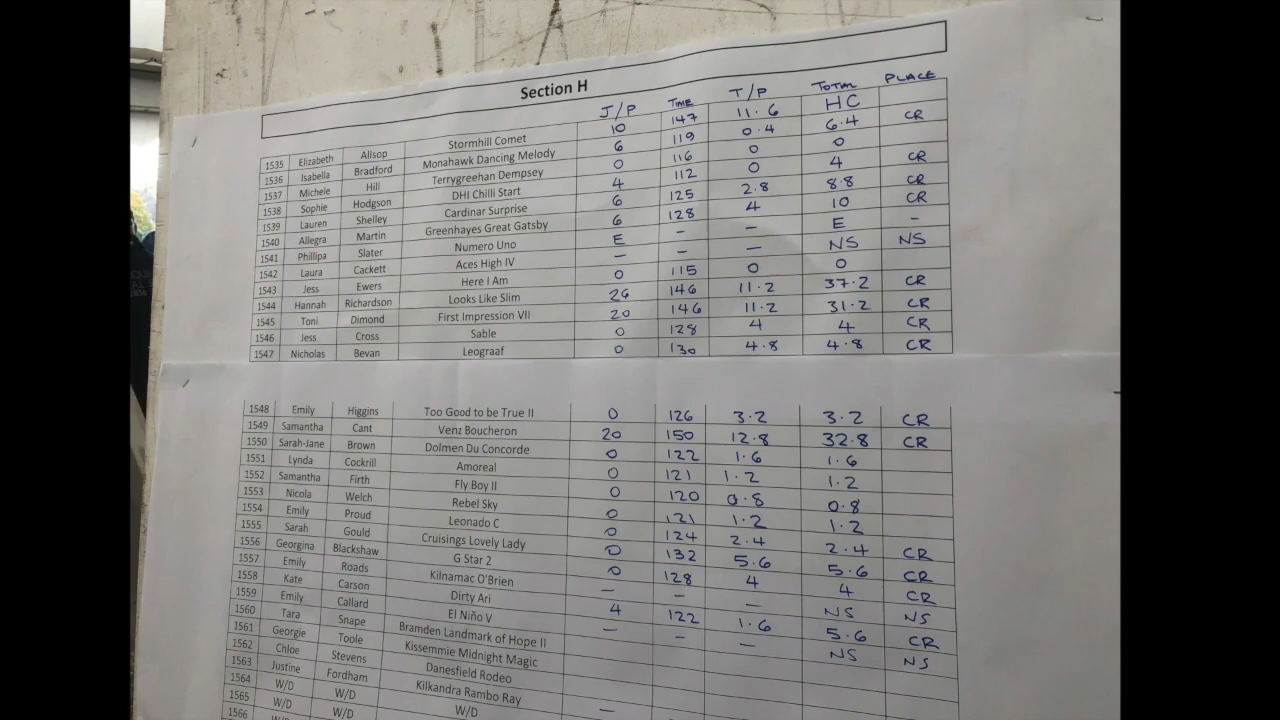 Section H
J/P TIME T/P TOTAL PLACE
1535 Elizabeth Allsop Stormhill Comet 10 147 11.6 HC
1536 Isabella Bradford Monahawk Dancing Melody 6 119 0.4 6.4 CR
1537 Michele Hill Terrygreehan Dempsey 0 116 0 0
1538 Sophie Hodgson DHI Chilli Start 4 112 0 4 CR
1539 Lauren Shelley Cardinar Surprise 6 125 2.8 8.8 CR
1540 Allegra Martin Greenhayes Great Gatsby 6 128 4 10 CR
1541 Phillipa Slater Numero Uno E - - E -
1542 Laura Cackett Aces High IV - - - NS NS
1543 Jess Ewers Here I Am 0 115 0 0
1544 Hannah Richardson Looks Like Slim 26 146 11.2 37.2 CR
1545 Toni Dimond First Impression VII 20 146 11.2 31.2 CR
1546 Jess Cross Sable 0 128 4 4 CR
1547 Nicholas Bevan Leograaf 0 130 4.8 4.8 CR
1548 Emily Higgins Too Good to be True II 0 126 3.2 3.2 CR
1549 Samantha Cant Venz Boucheron 20 150 12.8 32.8 CR
1550 Sarah-Jane Brown Dolmen Du Concorde 0 122 1.6 1.6
1551 Lynda Cockrill Amoreal 0 121 1.2 1.2
1552 Samantha Firth Fly Boy II 0 120 0.8 0.8
1553 Nicola Welch Rebel Sky 0 121 1.2 1.2
1554 Emily Proud Leonado C 0 124 2.4 2.4 CR
1555 Sarah Gould Cruisings Lovely Lady 0 132 5.6 5.6 CR
1556 Georgina Blackshaw G Star 2 0 128 4 4 CR
1557 Emily Roads Kilnamac O'Brien - - - NS NS
1558 Kate Carson Dirty Ari 4 122 1.6 5.6 CR
1559 Emily Callard El Niño V - - - NS NS
1560 Tara Snape Bramden Landmark of Hope II
1561 Georgie Toole Kissemmie Midnight Magic
1562 Chloe Stevens Danesfield Rodeo
1563 Justine Fordham Kilkandra Rambo Ray
1564 W/D W/D W/D -
1565 W/D W/D
1566 W/D